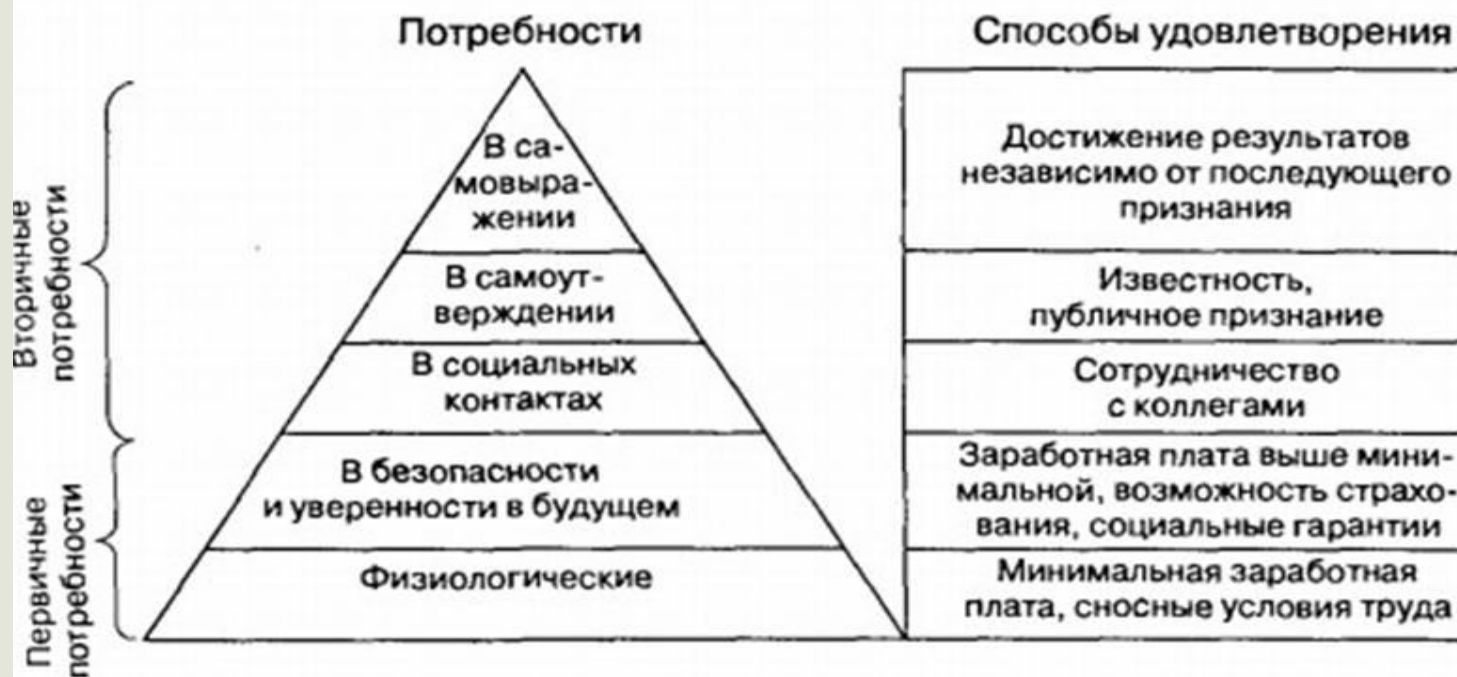 Потребности
Способы удовлетворения
Вторичные
потребности
В са-
мовыра-
жении
Достижение результатов
независимо от последующего
признания
В самоут-
верждении
Известность,
публичное признание
В социальных
контактах
Сотрудничество
с коллегами
Первичные
потребности
В безопасности
и уверенности в будущем
Заработная плата выше мини-
мальной, возможность страхо-
вания, социальные гарантии
Физиологические
Минимальная заработная
плата, сносные условия труда